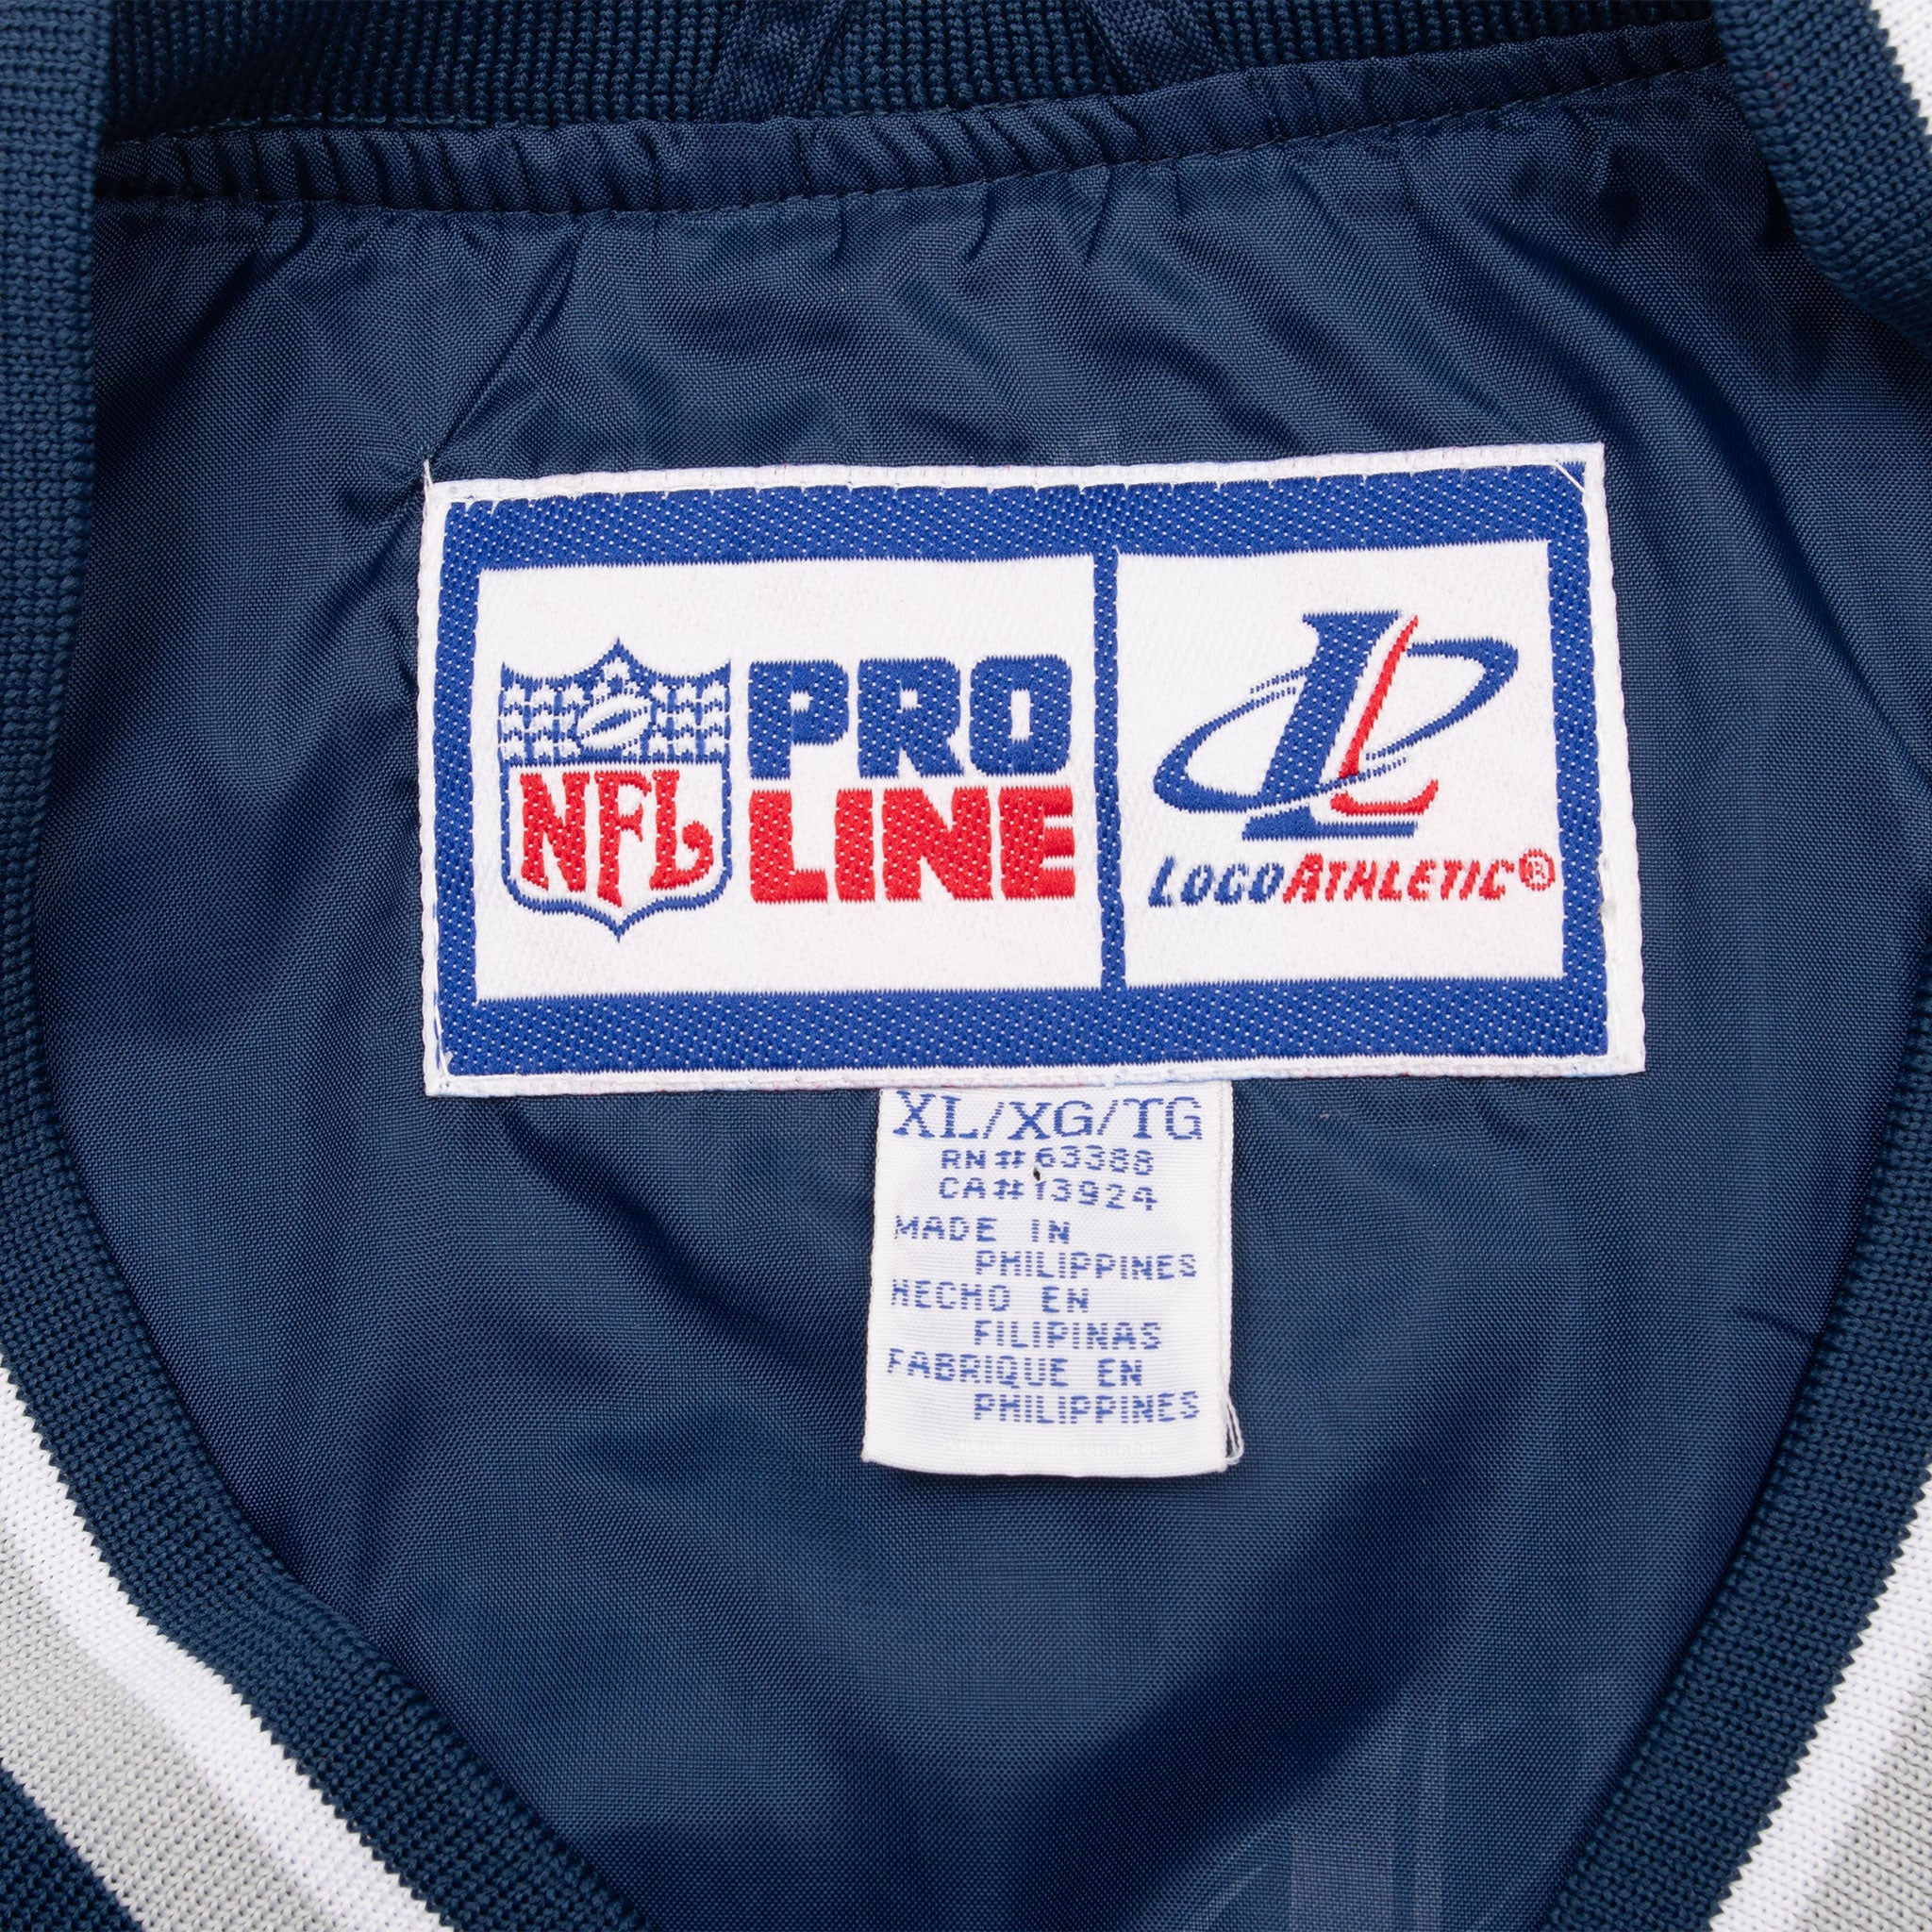 NFL
PRO
LINE
L
LOGOATHLETIC®
XL/XG/TG
RN# 63388
CA# 13924
MADE IN
PHILIPPINES
HECHO EN
FILIPINAS
FABRIQUE EN
PHILIPPINES